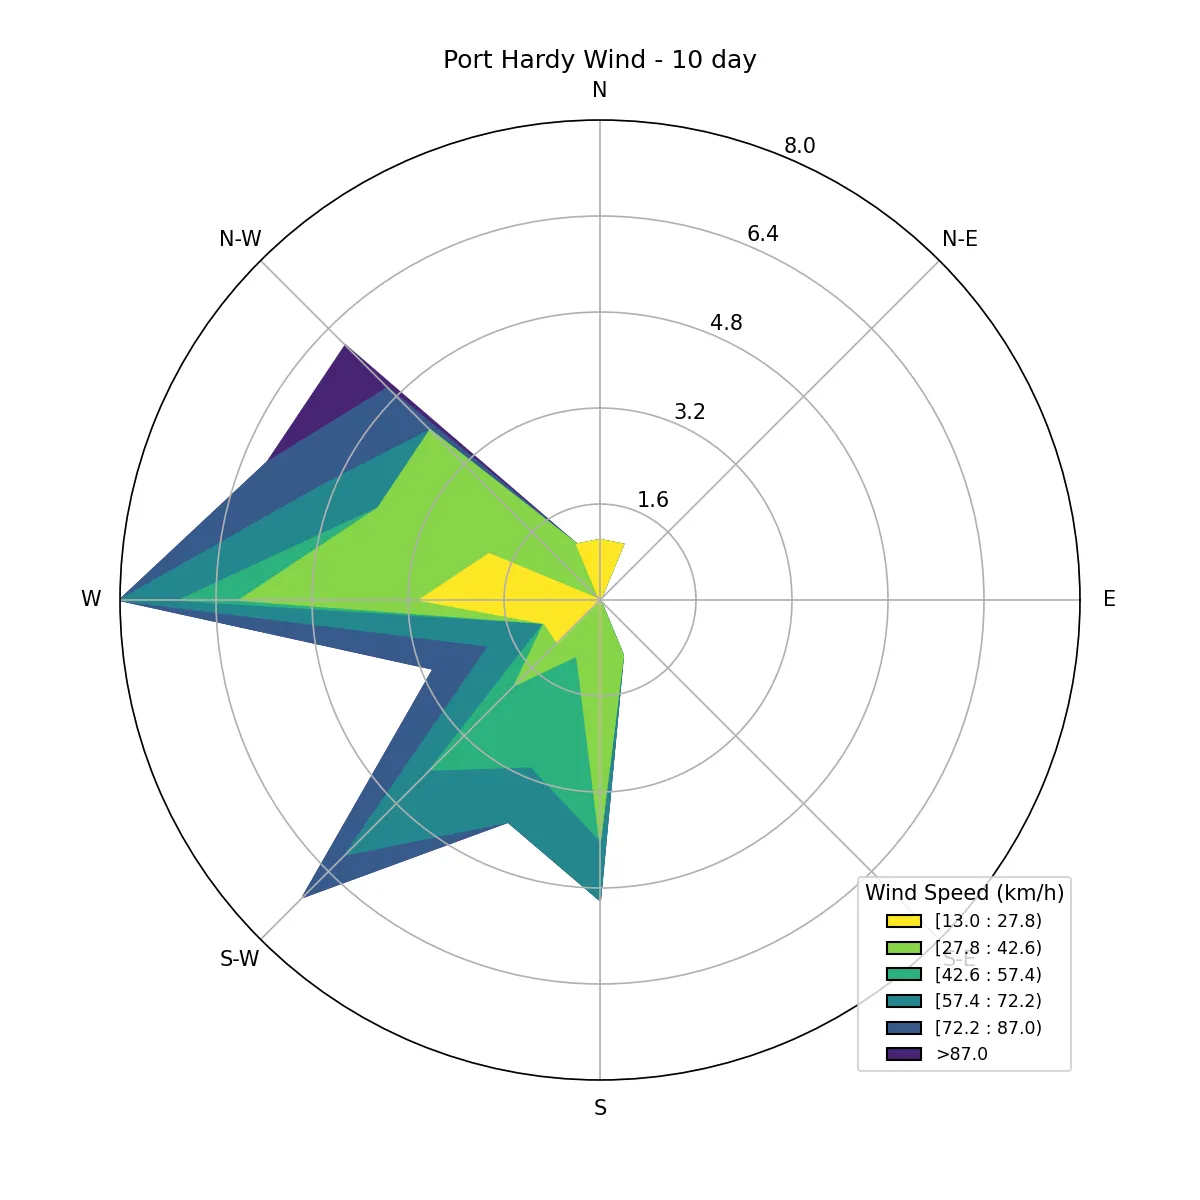 Port Hardy Wind - 10 day
N
8.0
N-W
N-E
6.4
4.8
3.2
1.6
W
E
S-W
S-E
S
Wind Speed (km/h)
[13.0 : 27.8)
[27.8 : 42.6)
[42.6 : 57.4)
[57.4 : 72.2)
[72.2 : 87.0)
>87.0